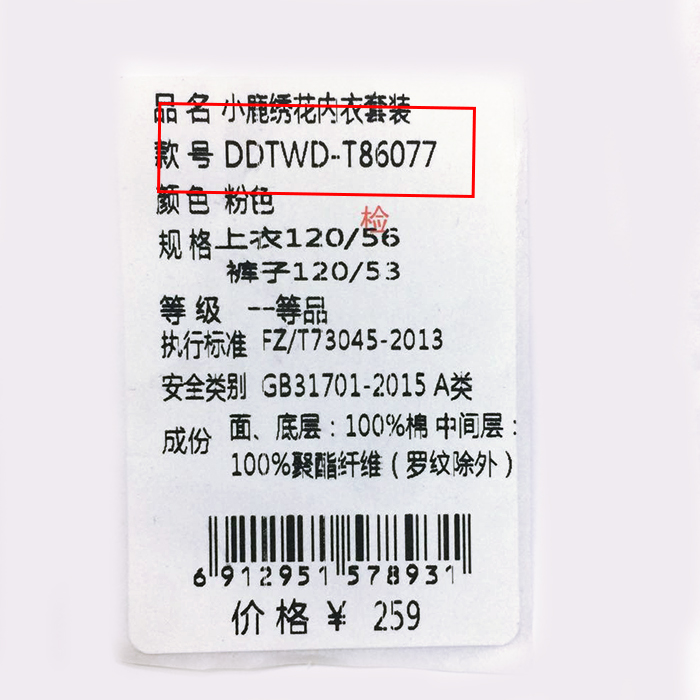 品名 小鹿绣花内衣套装
款号 DDTWD-T86077
颜色 粉色
检
规格 上衣120/56
裤子120/53
等级 一等品
执行标准 FZ/T73045-2013
安全类别 GB31701-2015 A类
成份 面、底层：100%棉 中间层：
100%聚酯纤维（罗纹除外）
6 912951 578931
价格 ¥ 259